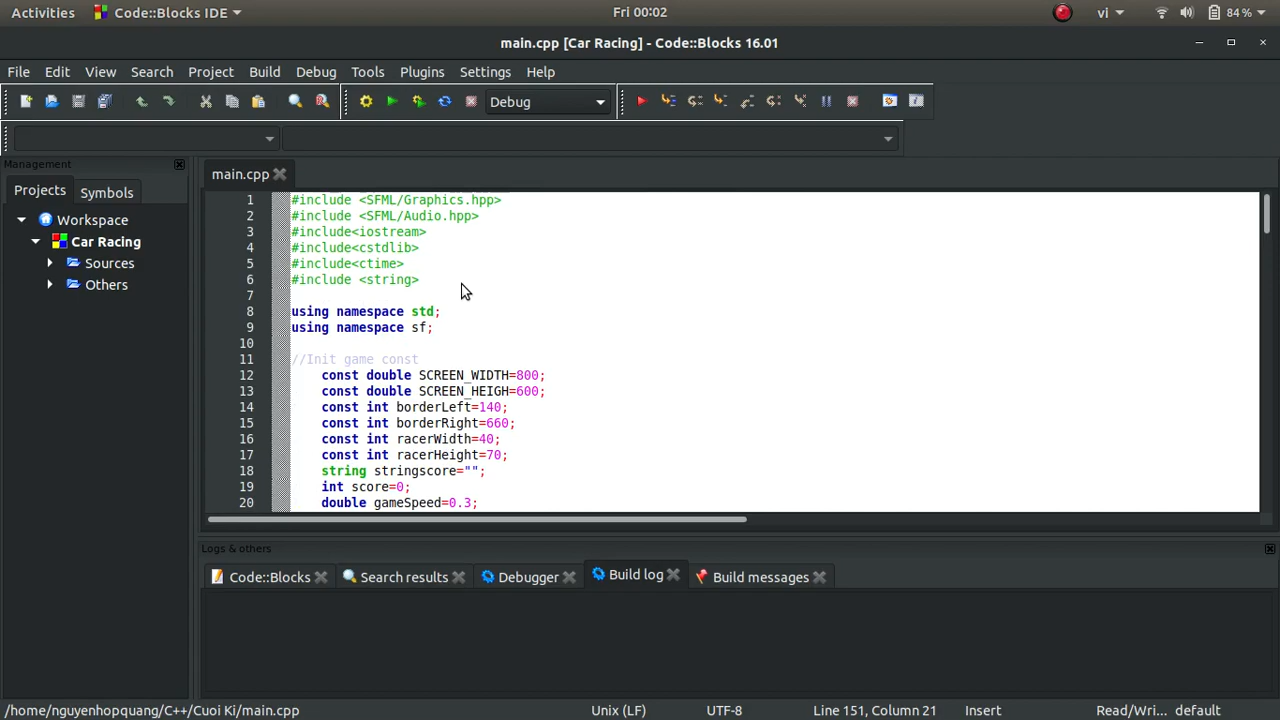 Activities Code::Blocks IDE Fri 00:02 vi 84 %
main.cpp [Car Racing] - Code::Blocks 16.01
File Edit View Search Project Build Debug Tools Plugins Settings Help
Debug
Management
main.cpp
Projects Symbols
Workspace
Car Racing
Sources
Others
1 #include <SFML/Graphics.hpp>
2 #include <SFML/Audio.hpp>
3 #include<iostream>
4 #include<cstdlib>
5 #include<ctime>
6 #include <string>
7
8 using namespace std;
9 using namespace sf;
10
11 //Init game const
12 const double SCREEN_WIDTH=800;
13 const double SCREEN_HEIGH=600;
14 const int borderLeft=140;
15 const int borderRight=660;
16 const int racerWidth=40;
17 const int racerHeight=70;
18 string stringscore="";
19 int score=0;
20 double gameSpeed=0.3;
Logs & others
Code::Blocks Search results Debugger Build log Build messages
/home/nguyenhopquang/C++/Cuoi Ki/main.cpp Unix (LF) UTF-8 Line 151, Column 21 Insert Read/Wri... default